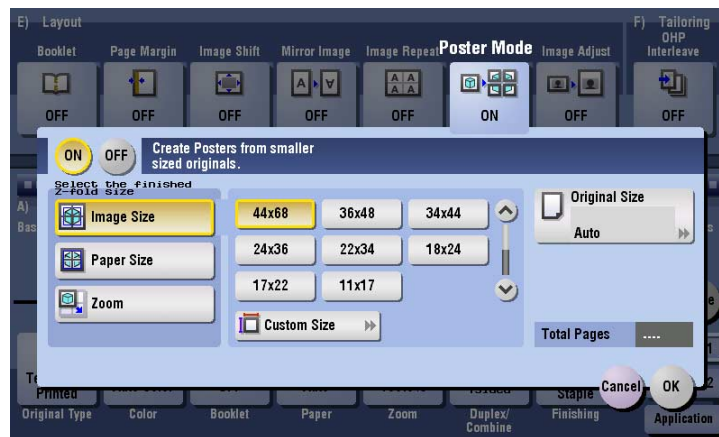 E) Layout
F) Tailoring
Booklet
Page Margin
Image Shift
Mirror Image
Image Repeat
Poster Mode
Image Adjust
OHP
Interleave
OFF
OFF
OFF
OFF
OFF
ON
OFF
OFF
ON
OFF
Create Posters from smaller
sized originals.
Select the finished
2-fold size
Image Size
Paper Size
Zoom
44x68
36x48
34x44
24x36
22x34
18x24
17x22
11x17
Custom Size
Original Size
Auto
Total Pages
....
A)
Printed
Staple
Cancel
OK
Original Type
Color
Booklet
Paper
Zoom
Duplex/
Combine
Finishing
Application